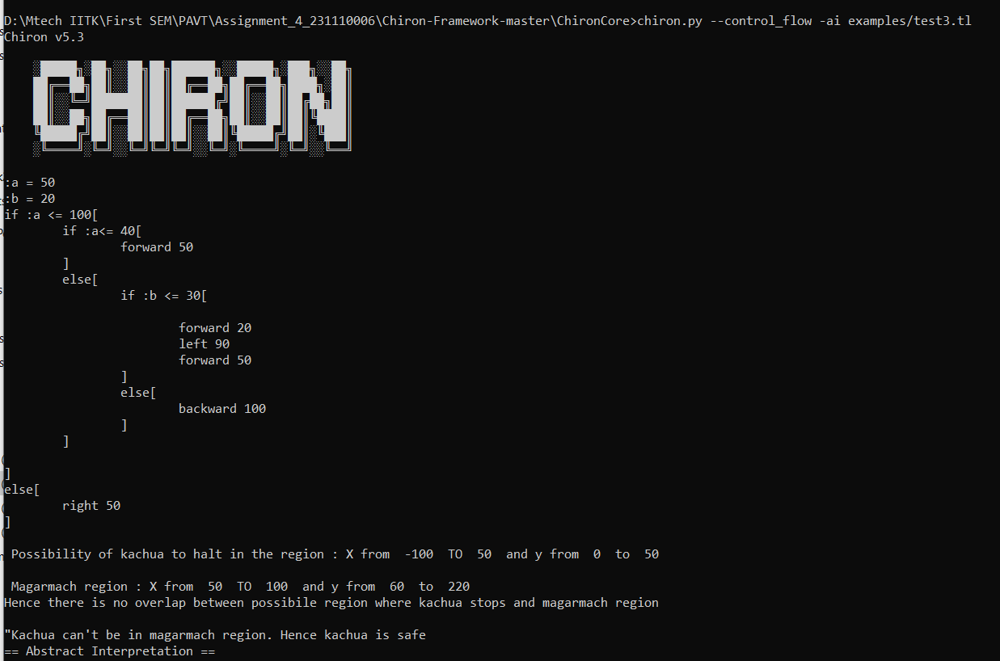 D:\Mtech IITK\First SEM\PAVT\Assignment_4_231110006\Chiron-Framework-master\ChironCore>chiron.py --control_flow -ai examples/test3.tl
Chiron v5.3
CHIRON
:a = 50
:b = 20
if :a <= 100[
        if :a<= 40[
                forward 50
        ]
        else[
                if :b <= 30[
                        forward 20
                        left 90
                        forward 50
                ]
                else[
                        backward 100
                ]
        ]
]
else[
        right 50
]
 Possibility of kachua to halt in the region : X from  -100  TO  50  and y from  0  to  50
 Magarmach region : X from  50  TO  100  and y from  60  to  220
Hence there is no overlap between possibile region where kachua stops and magarmach region
"Kachua can't be in magarmach region. Hence kachua is safe
== Abstract Interpretation ==